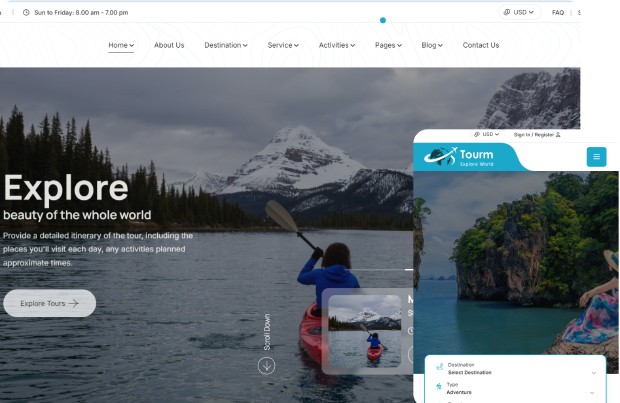 Sun to Friday: 8.00 am - 7.00 pm
USD
FAQ
Home
About Us
Destination
Service
Activities
Pages
Blog
Contact Us
Explore
beauty of the whole world
Provide a detailed itinerary of the tour, including the
places you'll visit each day, any activities planned
approximate times.
Explore Tours
Scroll Down
USD
Sign In / Register
Tourm
Explore World
Destination
Select Destination
Type
Adventure